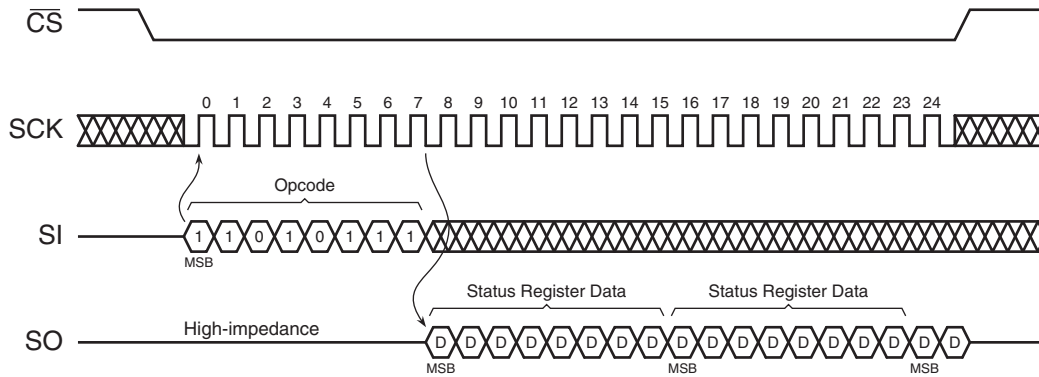 CS
0 1 2 3 4 5 6 7 8 9 10 11 12 13 14 15 16 17 18 19 20 21 22 23 24
SCK
Opcode
SI 1 1 0 1 0 1 1 1
MSB
Status Register Data Status Register Data
High-impedance
SO D D D D D D D D D D D D D D D D D D
MSB MSB MSB